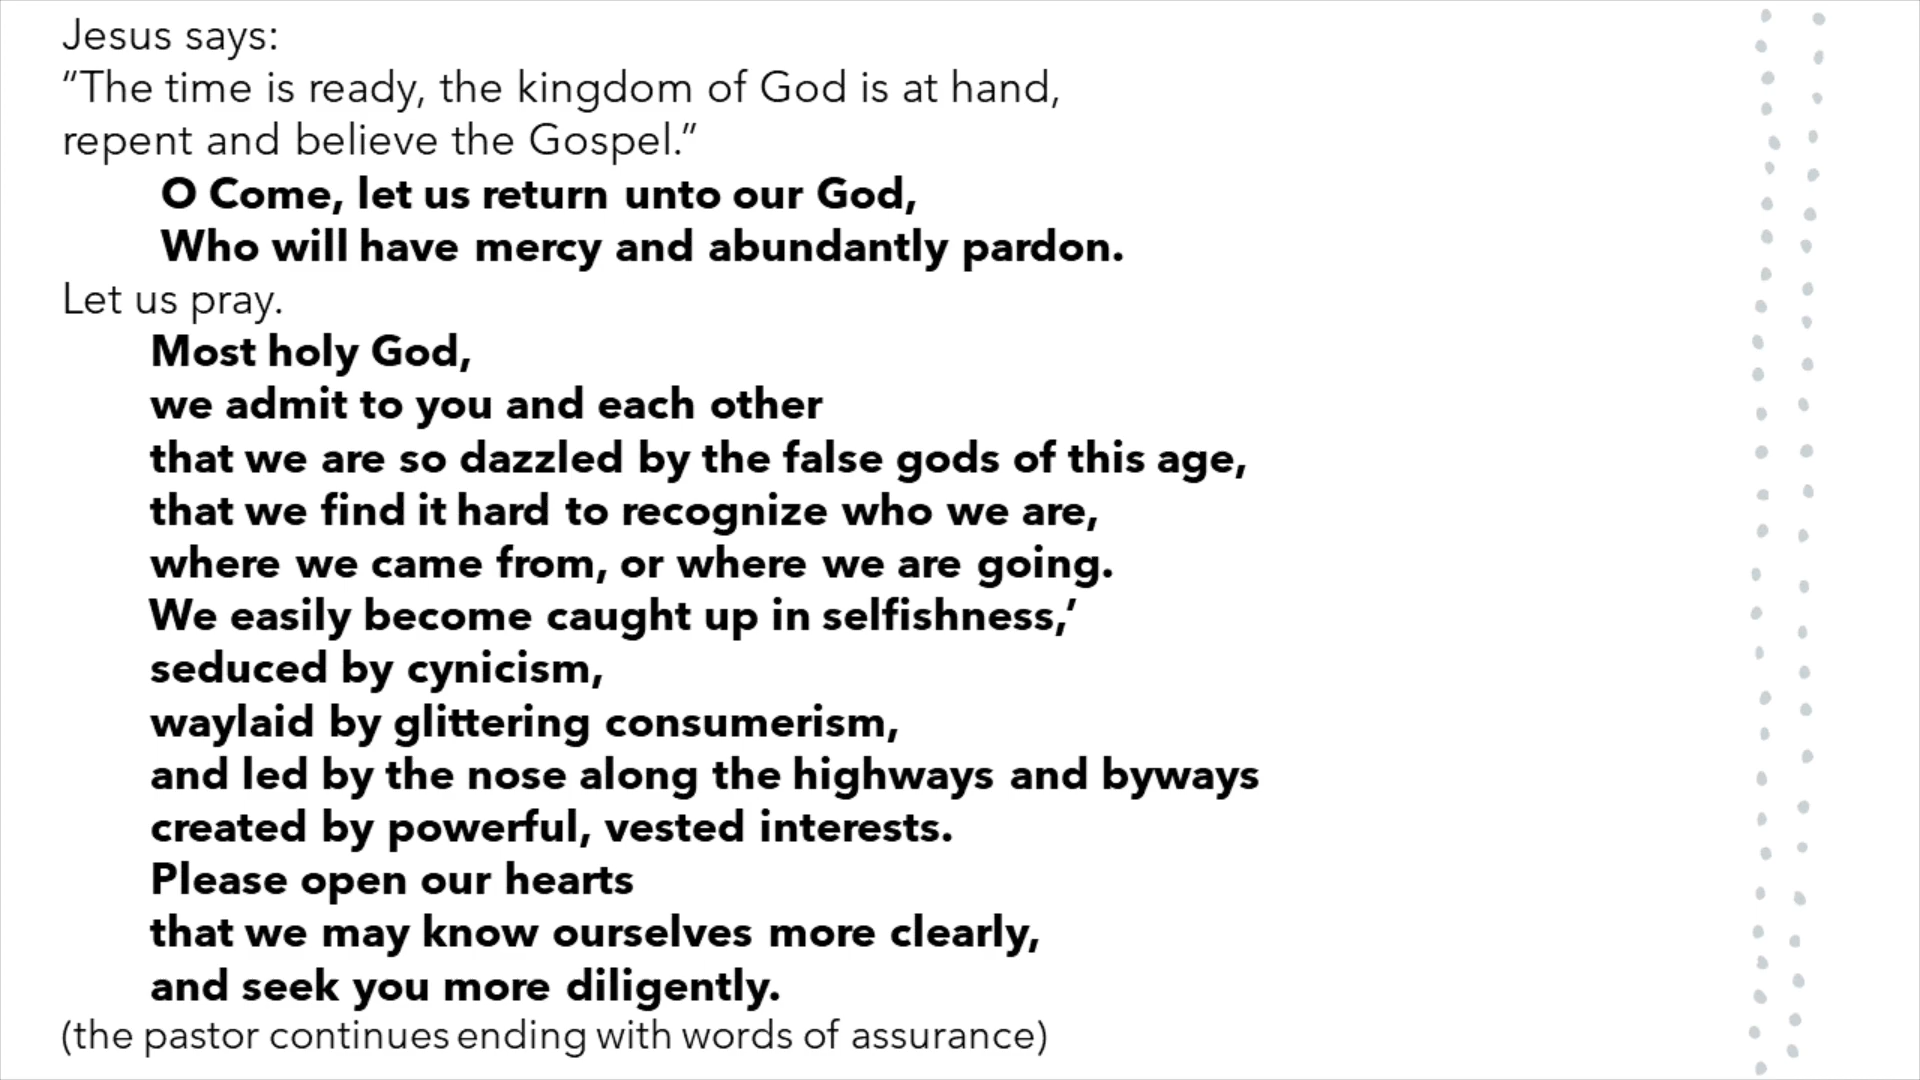 Jesus says:
“The time is ready, the kingdom of God is at hand,
repent and believe the Gospel.”
O Come, let us return unto our God,
Who will have mercy and abundantly pardon.
Let us pray.
Most holy God,
we admit to you and each other
that we are so dazzled by the false gods of this age,
that we find it hard to recognize who we are,
where we came from, or where we are going.
We easily become caught up in selfishness,’
seduced by cynicism,
waylaid by glittering consumerism,
and led by the nose along the highways and byways
created by powerful, vested interests.
Please open our hearts
that we may know ourselves more clearly,
and seek you more diligently.
(the pastor continues ending with words of assurance)